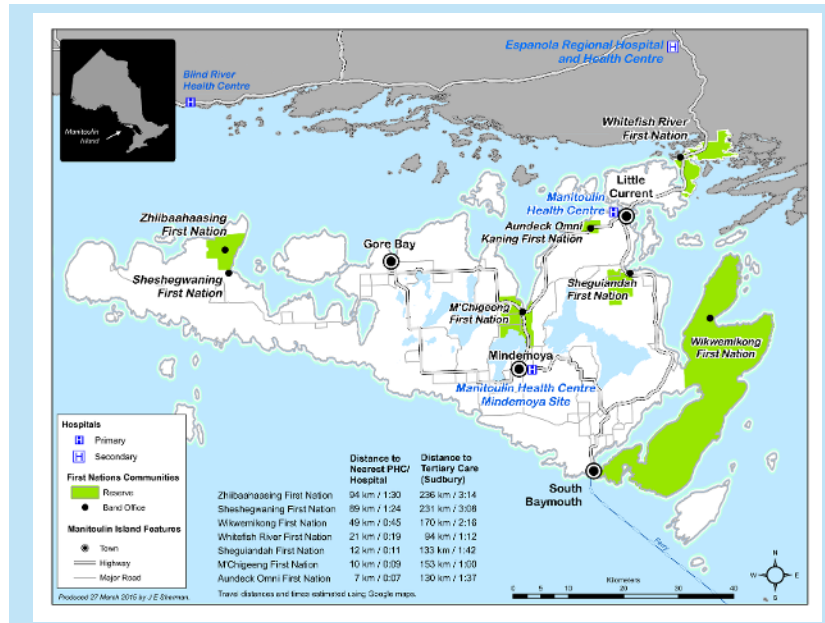 Espanola Regional Hospital
and Health Centre
Blind River
Health Centre
Manitoulin
Island
Whitefish River
First Nation
Little
Current
Manitoulin
Health Centre
Zhiibaahaasing
First Nation
Aundeck Omni
Kaning First Nation
Gore Bay
Sheshegwaning
First Nation
Sheguiandah
First Nation
M'Chigeeng
First Nation
Wikwemikong
First Nation
Mindemoya
Manitoulin Health Centre
Mindemoya Site
South
Baymouth
Ferry
Hospitals
H Primary
H Secondary
First Nations Communities
Reserve
Band Office
Manitoulin Island Features
Town
Highway
Major Road
Distance to Nearest PHC/ Hospital
Distance to Tertiary Care (Sudbury)
Zhiibaahaasing First Nation 94 km / 1:30 236 km / 3:14
Sheshegwaning First Nation 89 km / 1:24 231 km / 3:08
Wikwemikong First Nation 49 km / 0:45 170 km / 2:16
Whitefish River First Nation 21 km / 0:19 94 km / 1:12
Sheguiandah First Nation 12 km / 0:11 133 km / 1:42
M'Chigeeng First Nation 10 km / 0:09 153 km / 1:00
Aundeck Omni First Nation 7 km / 0:07 130 km / 1:37
Travel distances and times estimated using Google maps.
Kilometers
0 5 10 20 30 40
N
W E
S
Produced 27 March 2015 by J E Sherman.